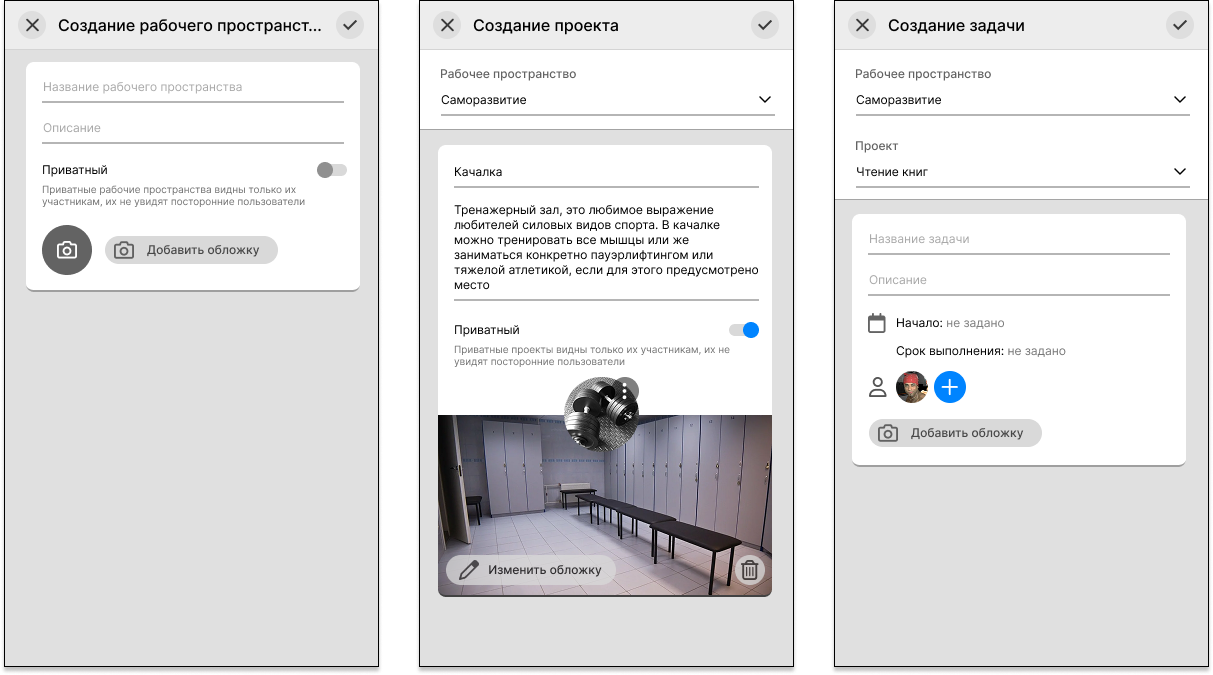 Создание рабочего пространст...
Название рабочего пространства
Описание
Приватный
Приватные рабочие пространства видны только их
участникам, их не увидят посторонние пользователи
Добавить обложку
Создание проекта
Рабочее пространство
Саморазвитие
Качалка
Тренажерный зал, это любимое выражение
любителей силовых видов спорта. В качалке
можно тренировать все мышцы или же
заниматься конкретно пауэрлифтингом или
тяжелой атлетикой, если для этого предусмотрено
место
Приватный
Приватные проекты видны только их участникам, их не
увидят посторонние пользователи
Изменить обложку
Создание задачи
Рабочее пространство
Саморазвитие
Проект
Чтение книг
Название задачи
Описание
Начало: не задано
Срок выполнения: не задано
Добавить обложку